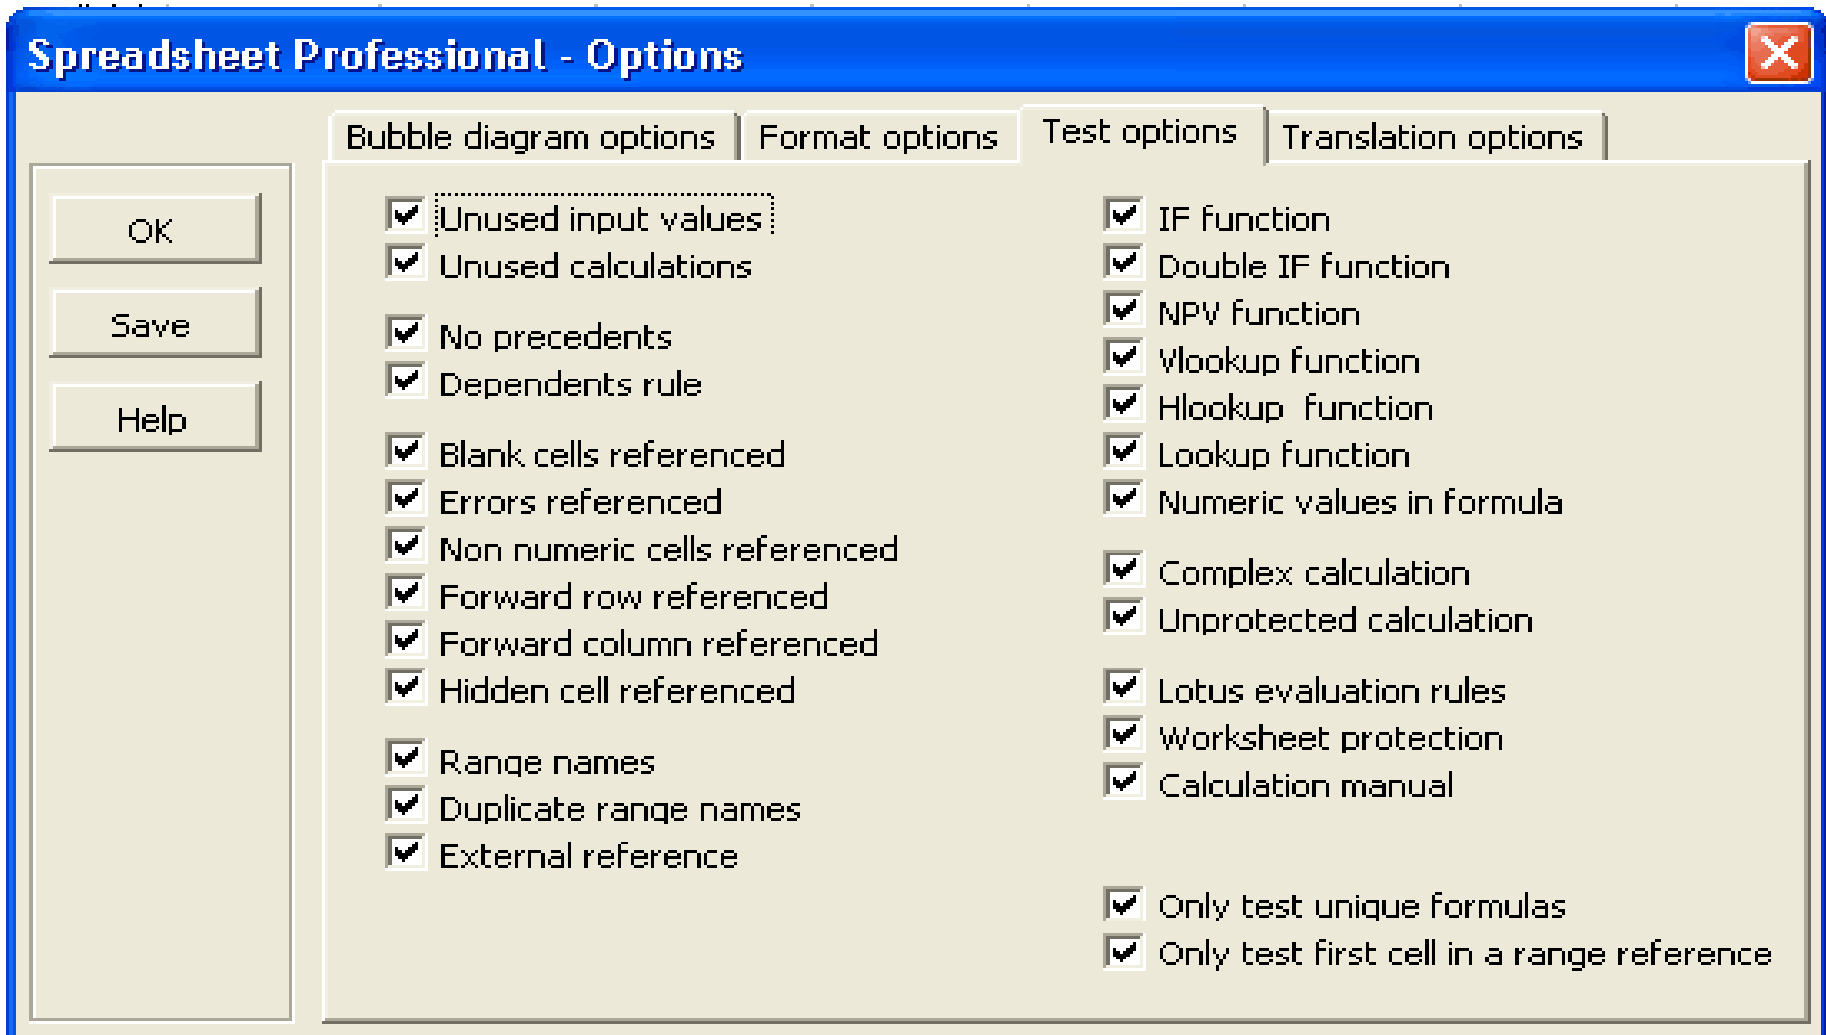 Spreadsheet Professional - Options
Bubble diagram options
Format options
Test options
Translation options
OK
Save
Help
Unused input values
Unused calculations
No precedents
Dependents rule
Blank cells referenced
Errors referenced
Non numeric cells referenced
Forward row referenced
Forward column referenced
Hidden cell referenced
Range names
Duplicate range names
External reference
IF function
Double IF function
NPV function
Vlookup function
Hlookup  function
Lookup function
Numeric values in formula
Complex calculation
Unprotected calculation
Lotus evaluation rules
Worksheet protection
Calculation manual
Only test unique formulas
Only test first cell in a range reference